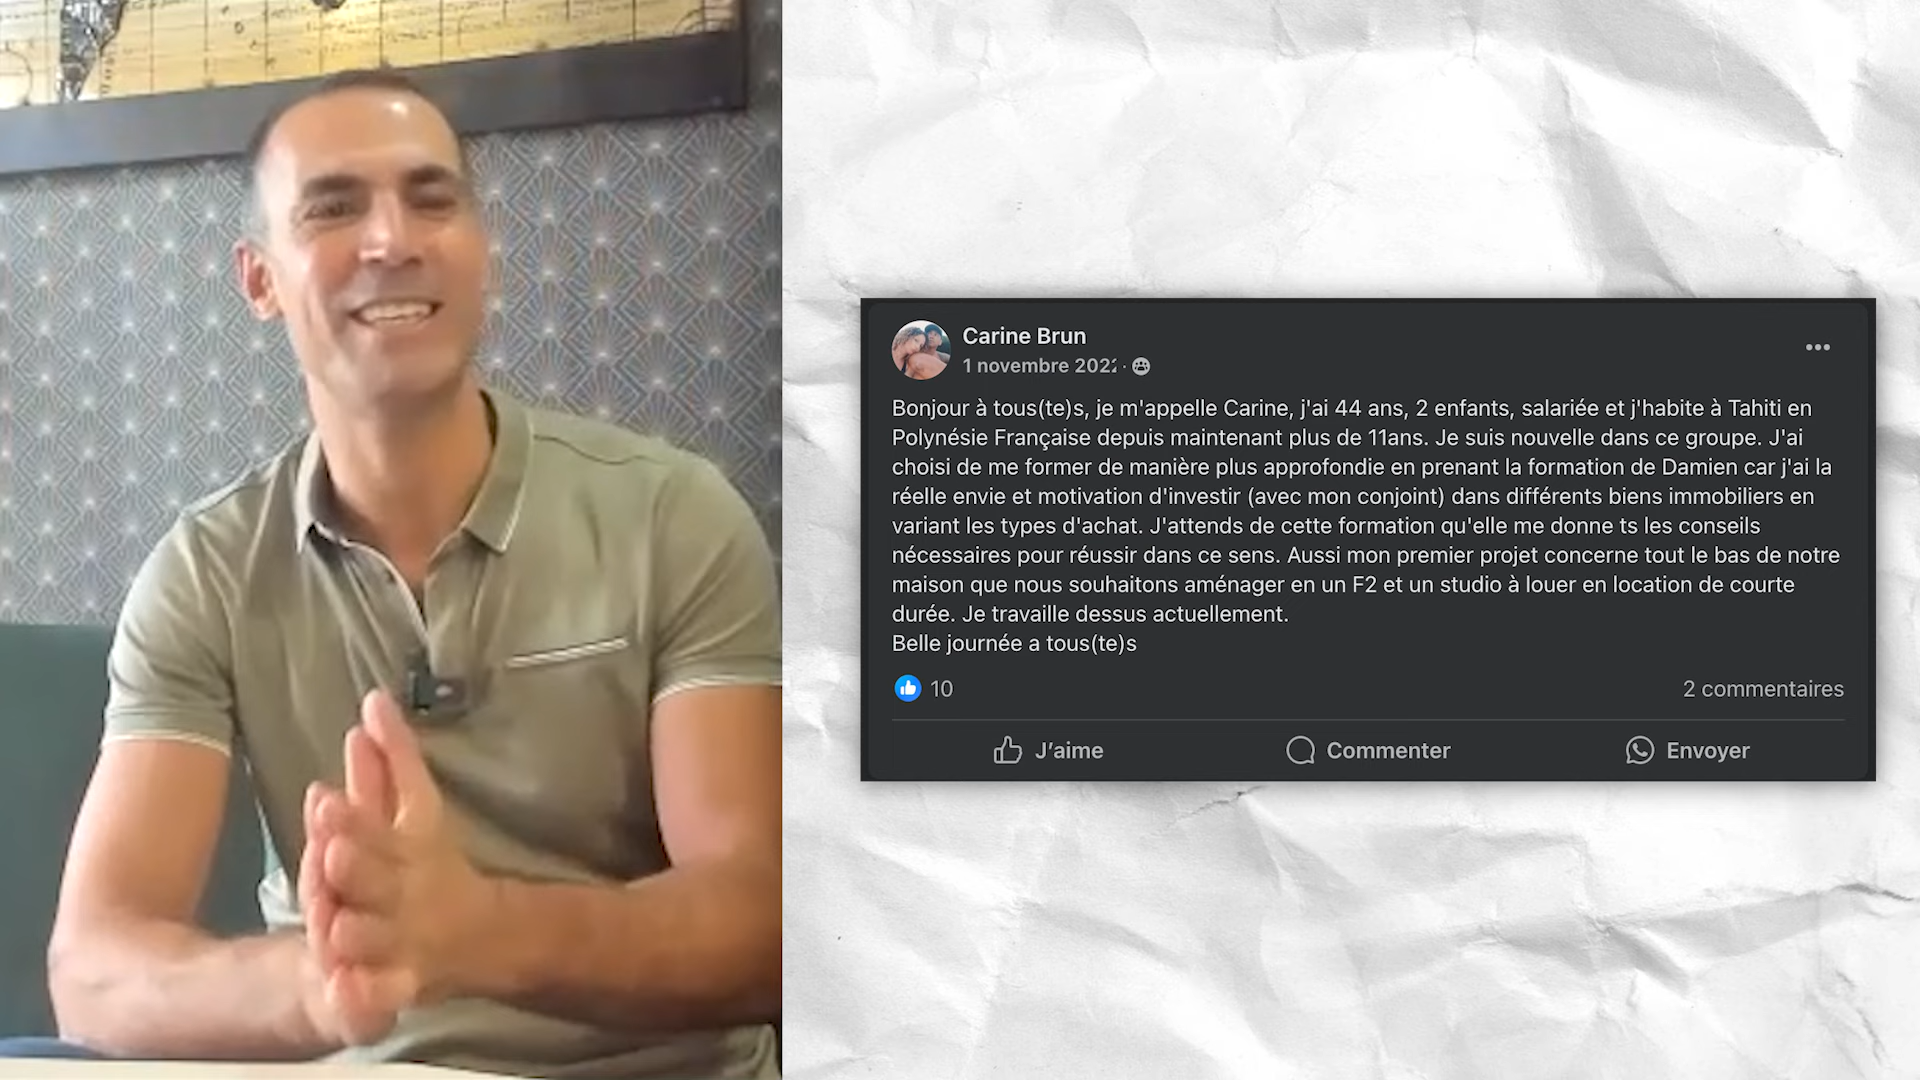 Carine Brun
1 novembre 2022 ·
Bonjour à tous(te)s, je m'appelle Carine, j'ai 44 ans, 2 enfants, salariée et j'habite à Tahiti en
Polynésie Française depuis maintenant plus de 11ans. Je suis nouvelle dans ce groupe. J'ai
choisi de me former de manière plus approfondie en prenant la formation de Damien car j'ai la
réelle envie et motivation d'investir (avec mon conjoint) dans différents biens immobiliers en
variant les types d'achat. J'attends de cette formation qu'elle me donne ts les conseils
nécessaires pour réussir dans ce sens. Aussi mon premier projet concerne tout le bas de notre
maison que nous souhaitons aménager en un F2 et un studio à louer en location de courte
durée. Je travaille dessus actuellement.
Belle journée a tous(te)s
10
2 commentaires
J'aime
Commenter
Envoyer